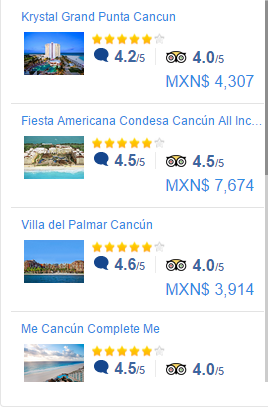 Krystal Grand Punta Cancun
4.2/5 4.0/5
MXN$ 4,307
Fiesta Americana Condesa Cancún All Inc...
4.5/5 4.5/5
MXN$ 7,674
Villa del Palmar Cancún
4.6/5 4.0/5
MXN$ 3,914
Me Cancún Complete Me
4.5/5 4.0/5